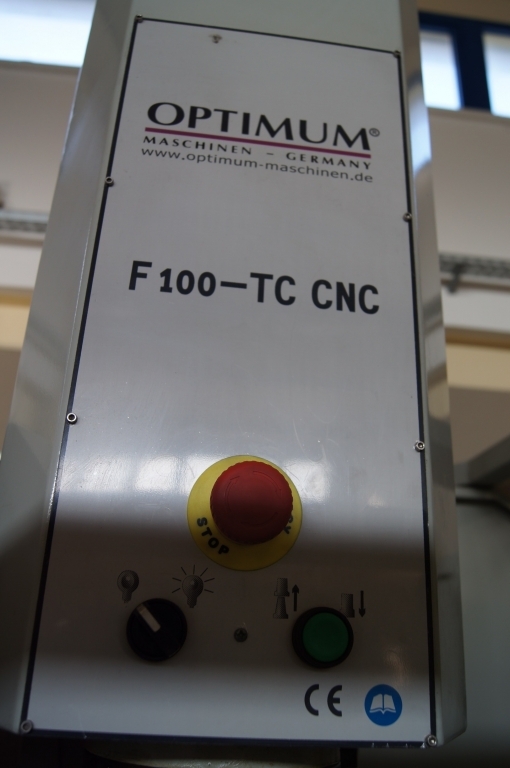 OPTIMUM®
MASCHINEN - GERMANY
www.optimum-maschinen.de
F100-TC CNC
STOP
CE